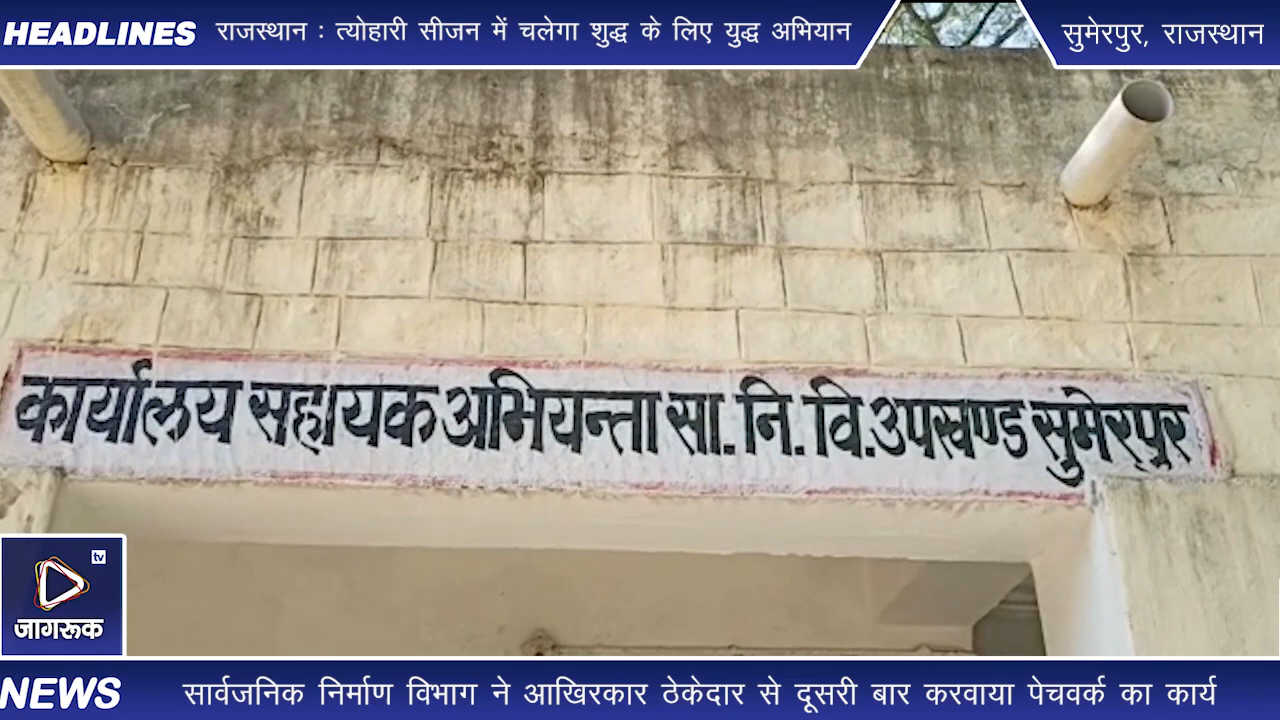 HEADLINES राजस्थान : त्योहारी सीजन में चलेगा शुद्ध के लिए युद्ध अभियान
सुमेरपुर, राजस्थान
कार्यालय सहायक अभियन्ता सा. नि. वि. उपखण्ड सुमेरपुर
tv
जागरूक
NEWS सार्वजनिक निर्माण विभाग ने आखिरकार ठेकेदार से दूसरी बार करवाया पेचवर्क का कार्य